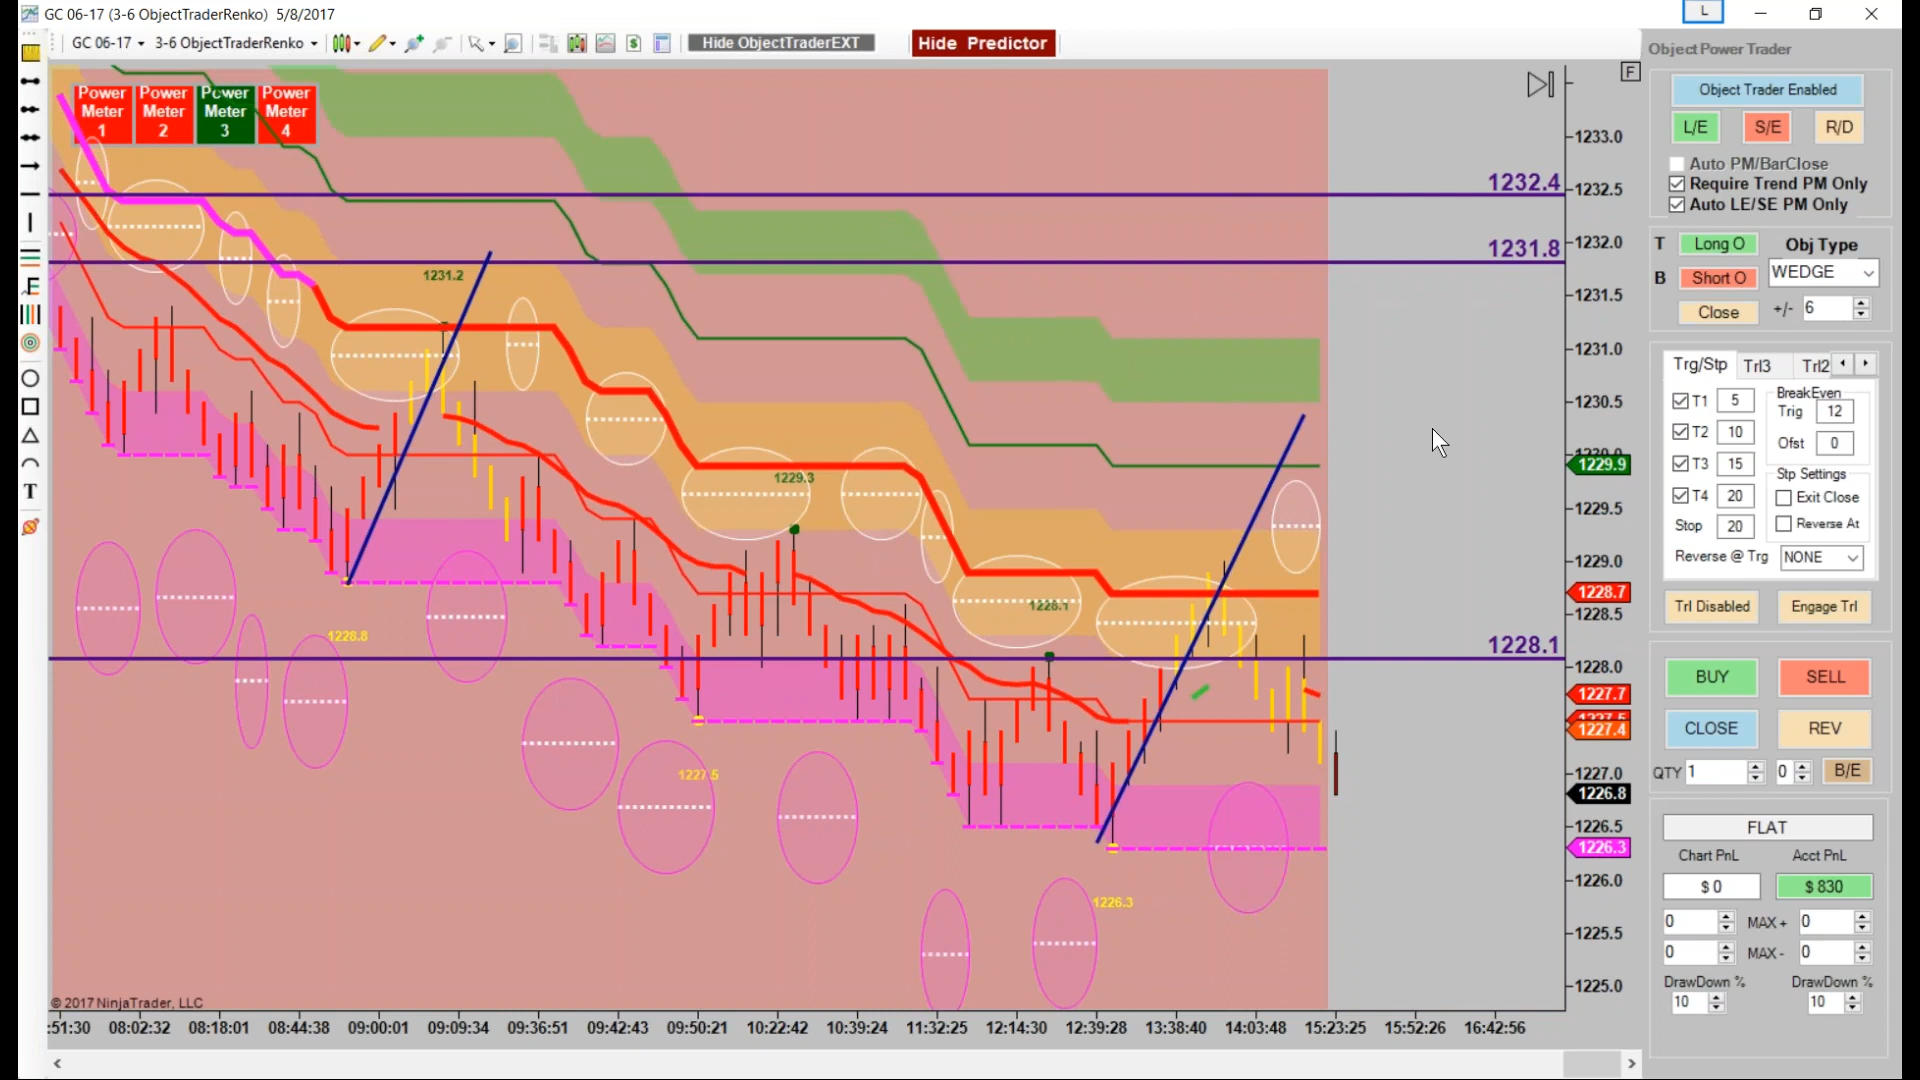 GC 06-17 (3-6 ObjectTraderRenko)  5/8/2017
L
GC 06-17
3-6 ObjectTraderRenko
Hide ObjectTraderEXT
Hide Predictor
Object Power Trader
F
Power Meter 1
Power Meter 2
Power Meter 3
Power Meter 4
1232.4
1231.8
1228.1
1231.2
1229.3
1228.1
1228.8
1227.5
1226.3
1233.0
1232.5
1232.0
1231.5
1231.0
1230.5
1229.9
1229.5
1229.0
1228.7
1228.5
1228.0
1227.7
1227.4
1227.0
1226.8
1226.5
1226.3
1226.0
1225.5
1225.0
© 2017 NinjaTrader, LLC
:51:30 08:02:32 08:18:01 08:44:38 09:00:01 09:09:34 09:36:51 09:42:43 09:50:21 10:22:42 10:39:24 11:32:25 12:14:30 12:39:28 13:38:40 14:03:48 15:23:25 15:52:26 16:42:56
T
Object Trader Enabled
L/E S/E R/D
Auto PM/BarClose
Require Trend PM Only
Auto LE/SE PM Only
T Long O Obj Type
B Short O WEDGE
Close +/- 6
Trg/Stp Trl3 Trl2
T1 5
T2 10
T3 15
T4 20
Stop 20
BreakEven
Trig 12
Ofst 0
Stp Settings
Exit Close
Reverse At
Reverse @ Trg NONE
Trl Disabled Engage Trl
BUY SELL
CLOSE REV
QTY 1 0 B/E
FLAT
Chart PnL Acct PnL
$ 0 $ 830
0 MAX + 0
0 MAX - 0
DrawDown % DrawDown %
10 10